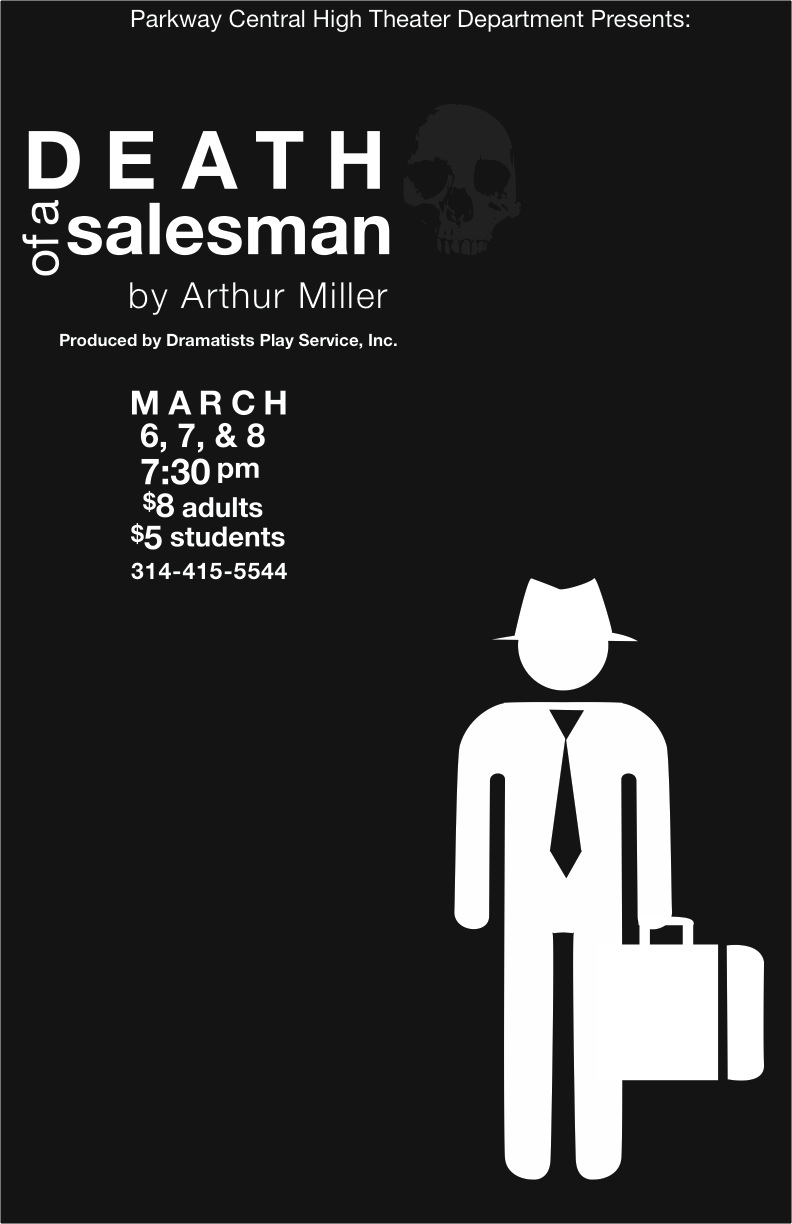 Parkway Central High Theater Department Presents:
DEATH
of a salesman
by Arthur Miller
Produced by Dramatists Play Service, Inc.
MARCH
6, 7, & 8
7:30 pm
$8 adults
$5 students
314-415-5544